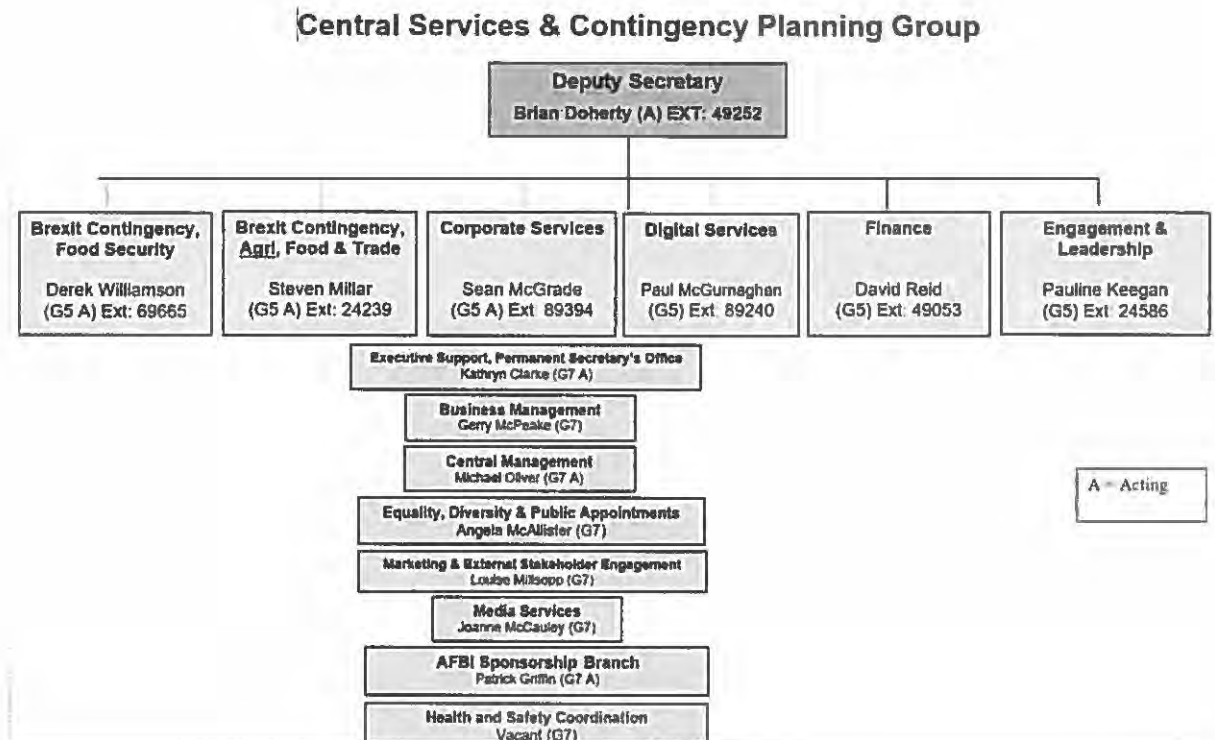 Central Services & Contingency Planning Group
Deputy Secretary
Brian Doherty (A) EXT: 49252
Brexit Contingency,
Food Security
Derek Williamson
(G5 A) Ext: 69665
Brexit Contingency,
Agri, Food & Trade
Steven Millar
(G5 A) Ext: 24239
Corporate Services
Sean McGrade
(G5 A) Ext 89394
Digital Services
Paul McGurnaghan
(G5) Ext 89240
Finance
David Reid
(G5) Ext 49053
Engagement &
Leadership
Pauline Keegan
(G5) Ext 24586
Executive Support, Permanent Secretary's Office
Kathryn Clarke (G7 A)
Business Management
Gerry McPeake (G7)
Central Management
Michael Oliver (G7 A)
Equality, Diversity & Public Appointments
Angela McAllister (G7)
Marketing & External Stakeholder Engagement
Louise Millsopp (G7)
Media Services
Joanne McCauley (G7)
AFBI Sponsorship Branch
Patrick Griffin (G7 A)
Health and Safety Coordination
Vacant (G7)
A = Acting